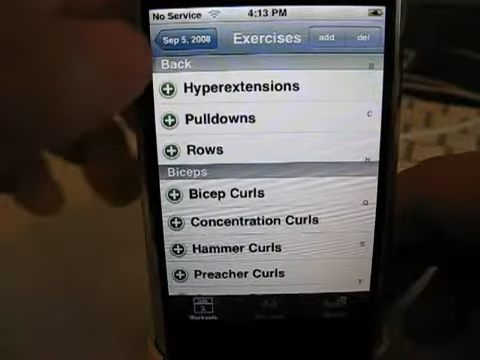 No Service 4:13 PM
Sep 5, 2008 Exercises add del
Back
Hyperextensions
Pulldowns
Rows
Biceps
Bicep Curls
Concentration Curls
Hammer Curls
Preacher Curls
Workouts